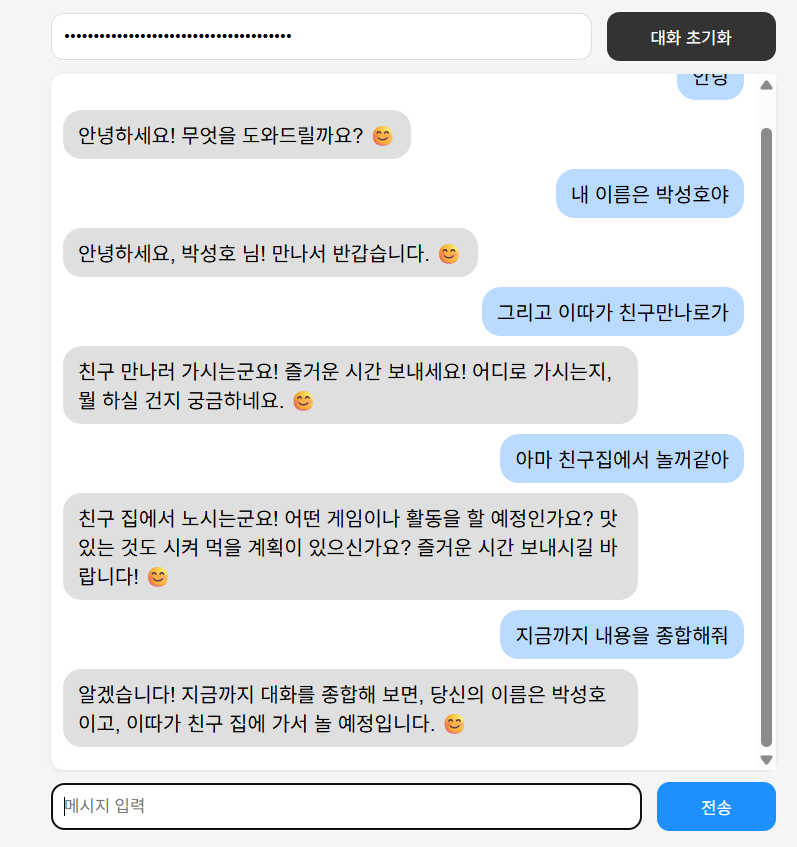 대화 초기화
안녕
안녕하세요! 무엇을 도와드릴까요? 😊
내 이름은 박성호야
안녕하세요, 박성호 님! 만나서 반갑습니다. 😊
그리고 이따가 친구만나로가
친구 만나러 가시는군요! 즐거운 시간 보내세요! 어디로 가시는지,
뭘 하실 건지 궁금하네요. 😊
아마 친구집에서 놀꺼같아
친구 집에서 노시는군요! 어떤 게임이나 활동을 할 예정인가요? 맛
있는 것도 시켜 먹을 계획이 있으신가요? 즐거운 시간 보내시길 바
랍니다! 😊
지금까지 내용을 종합해줘
알겠습니다! 지금까지 대화를 종합해 보면, 당신의 이름은 박성호
이고, 이따가 친구 집에 가서 놀 예정입니다. 😊
메시지 입력
전송